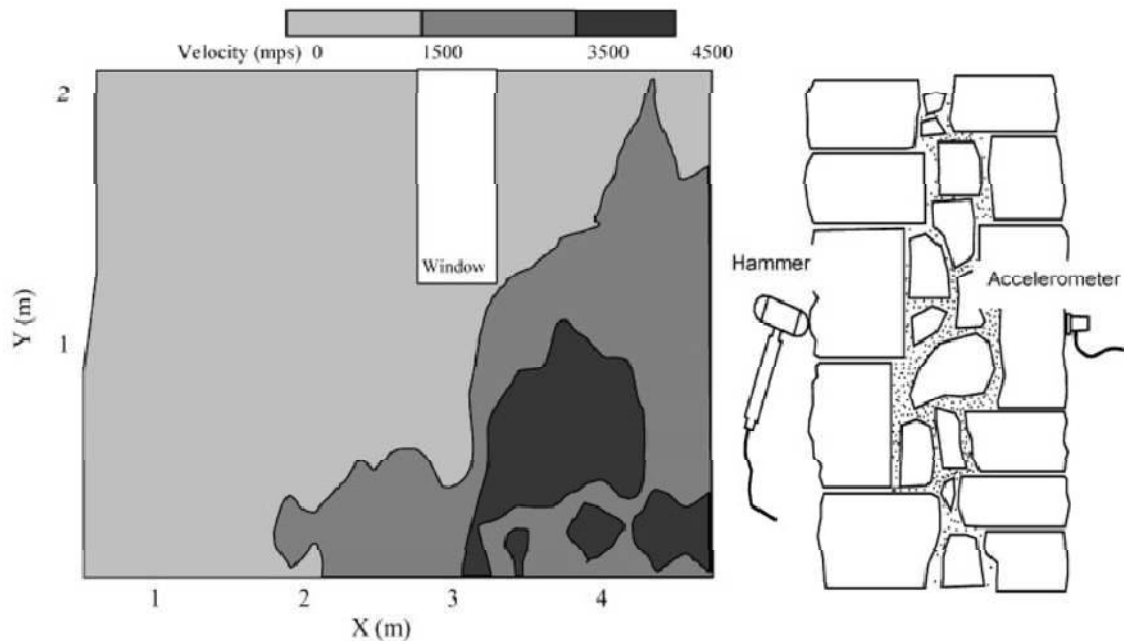 Velocity (mps) 0 1500 3500 4500
2
Window
Y (m)
1
1 2 3 4
X (m)
Hammer
Accelerometer